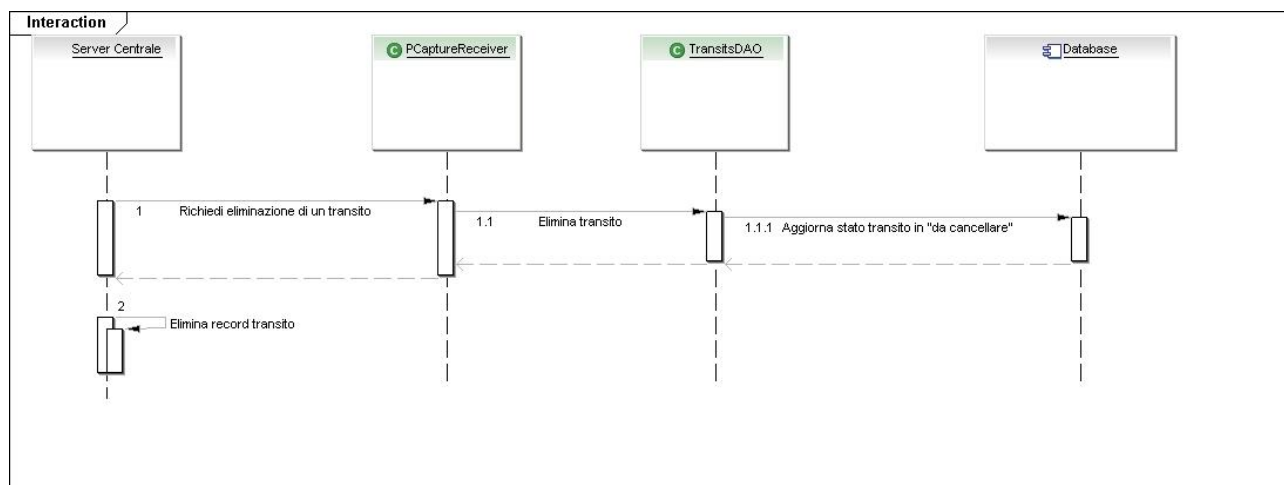 Interaction
Server Centrale
C PCaptureReceiver
C TransitsDAO
Database
1 Richiedi eliminazione di un transito
1.1 Elimina transito
1.1.1 Aggiorna stato transito in "da cancellare"
2
Elimina record transito